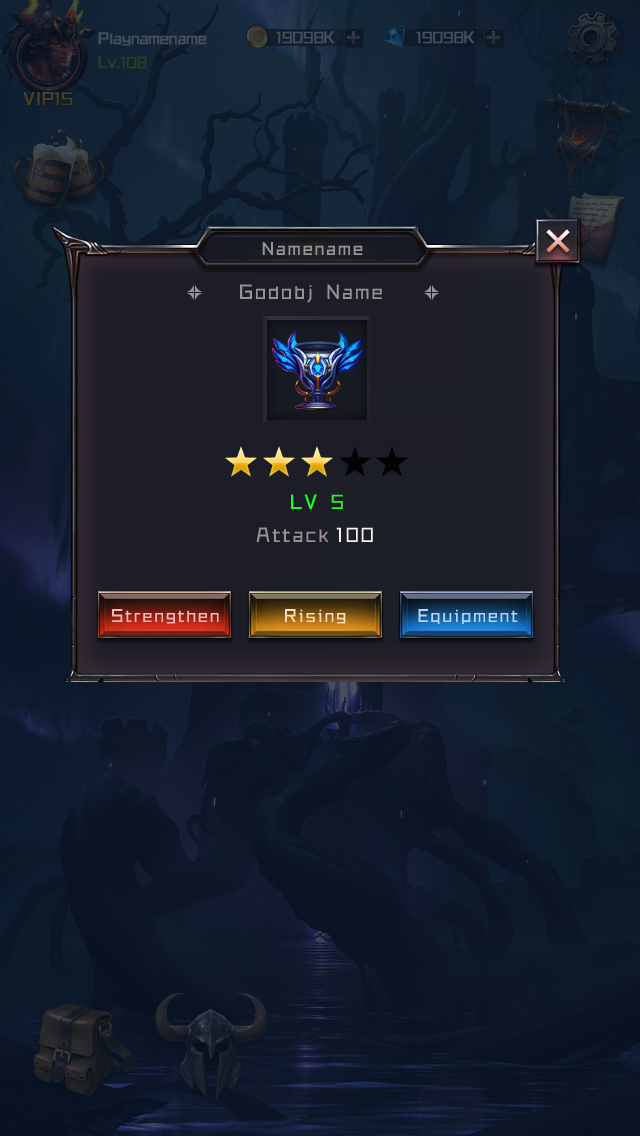 Playnamename
19098K
19098K
Lv.108
VIP15
Namename
Godobj Name
LV 5
Attack 100
Strengthen
Rising
Equipment